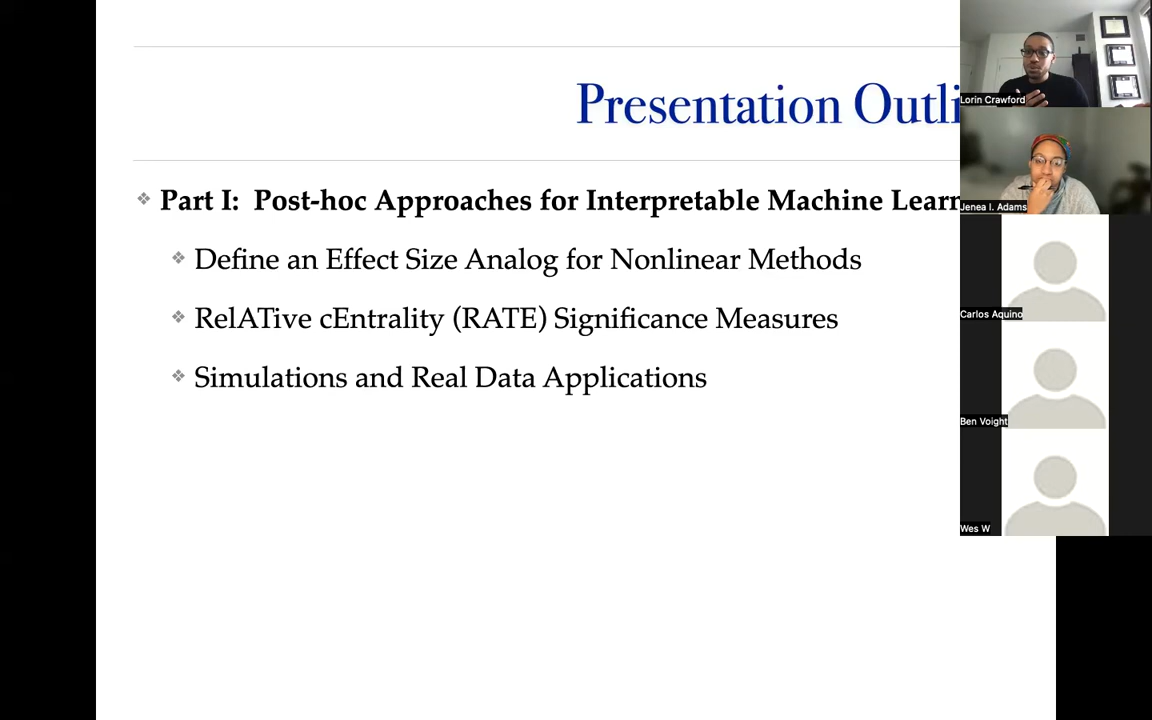 Presentation Outli
Part I: Post-hoc Approaches for Interpretable Machine Learn
Define an Effect Size Analog for Nonlinear Methods
RelATive cEntrality (RATE) Significance Measures
Simulations and Real Data Applications
Lorin Crawford
Jenea I. Adams
Carlos Aquino
Ben Voight
Wes W